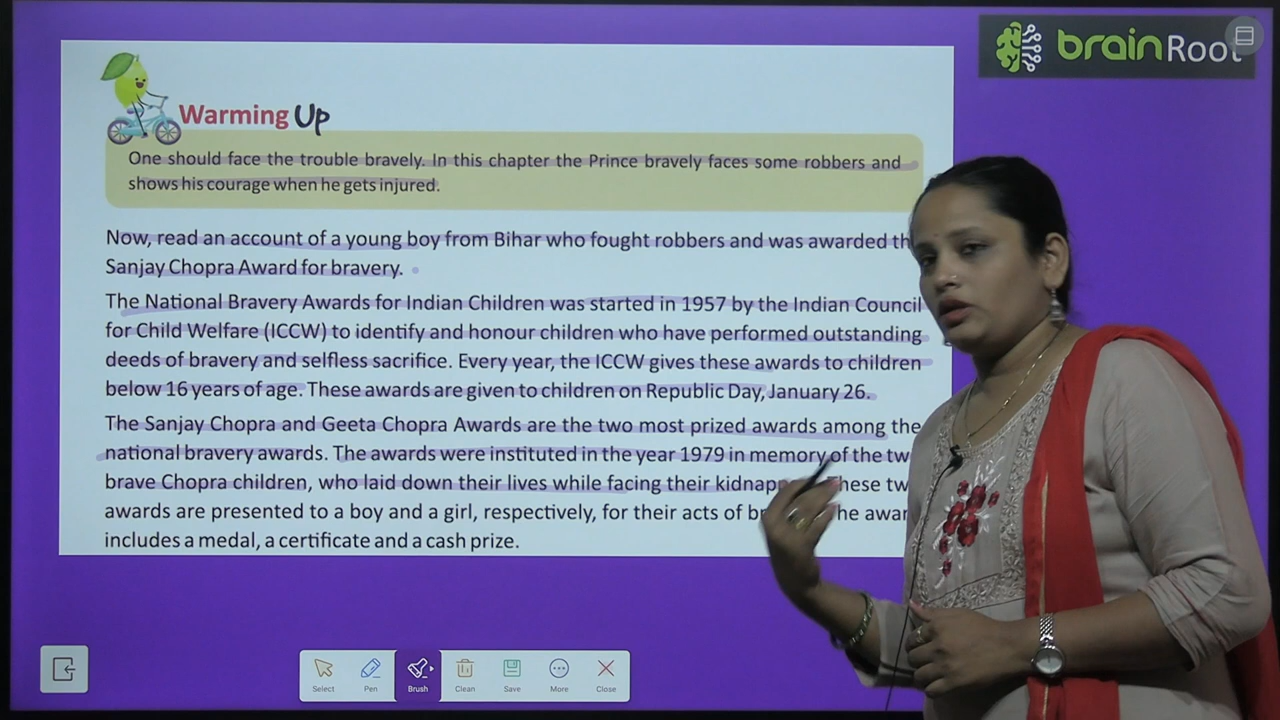 brainRoot
Warming Up
One should face the trouble bravely. In this chapter the Prince bravely faces some robbers and
shows his courage when he gets injured.
Now, read an account of a young boy from Bihar who fought robbers and was awarded
Sanjay Chopra Award for bravery.
The National Bravery Awards for Indian Children was started in 1957 by the Indian Council
for Child Welfare (ICCW) to identify and honour children who have performed outstanding
deeds of bravery and selfless sacrifice. Every year, the ICCW gives these awards to children
below 16 years of age. These awards are given to children on Republic Day, January 26.
The Sanjay Chopra and Geeta Chopra Awards are the two most prized awards among the
national bravery awards. The awards were instituted in the year 1979 in memory of the
brave Chopra children, who laid down their lives while facing their
awards are presented to a boy and a girl, respectively, for their acts of
includes a medal, a certificate and a cash prize.
Select Pen Brush Clean Save More Close